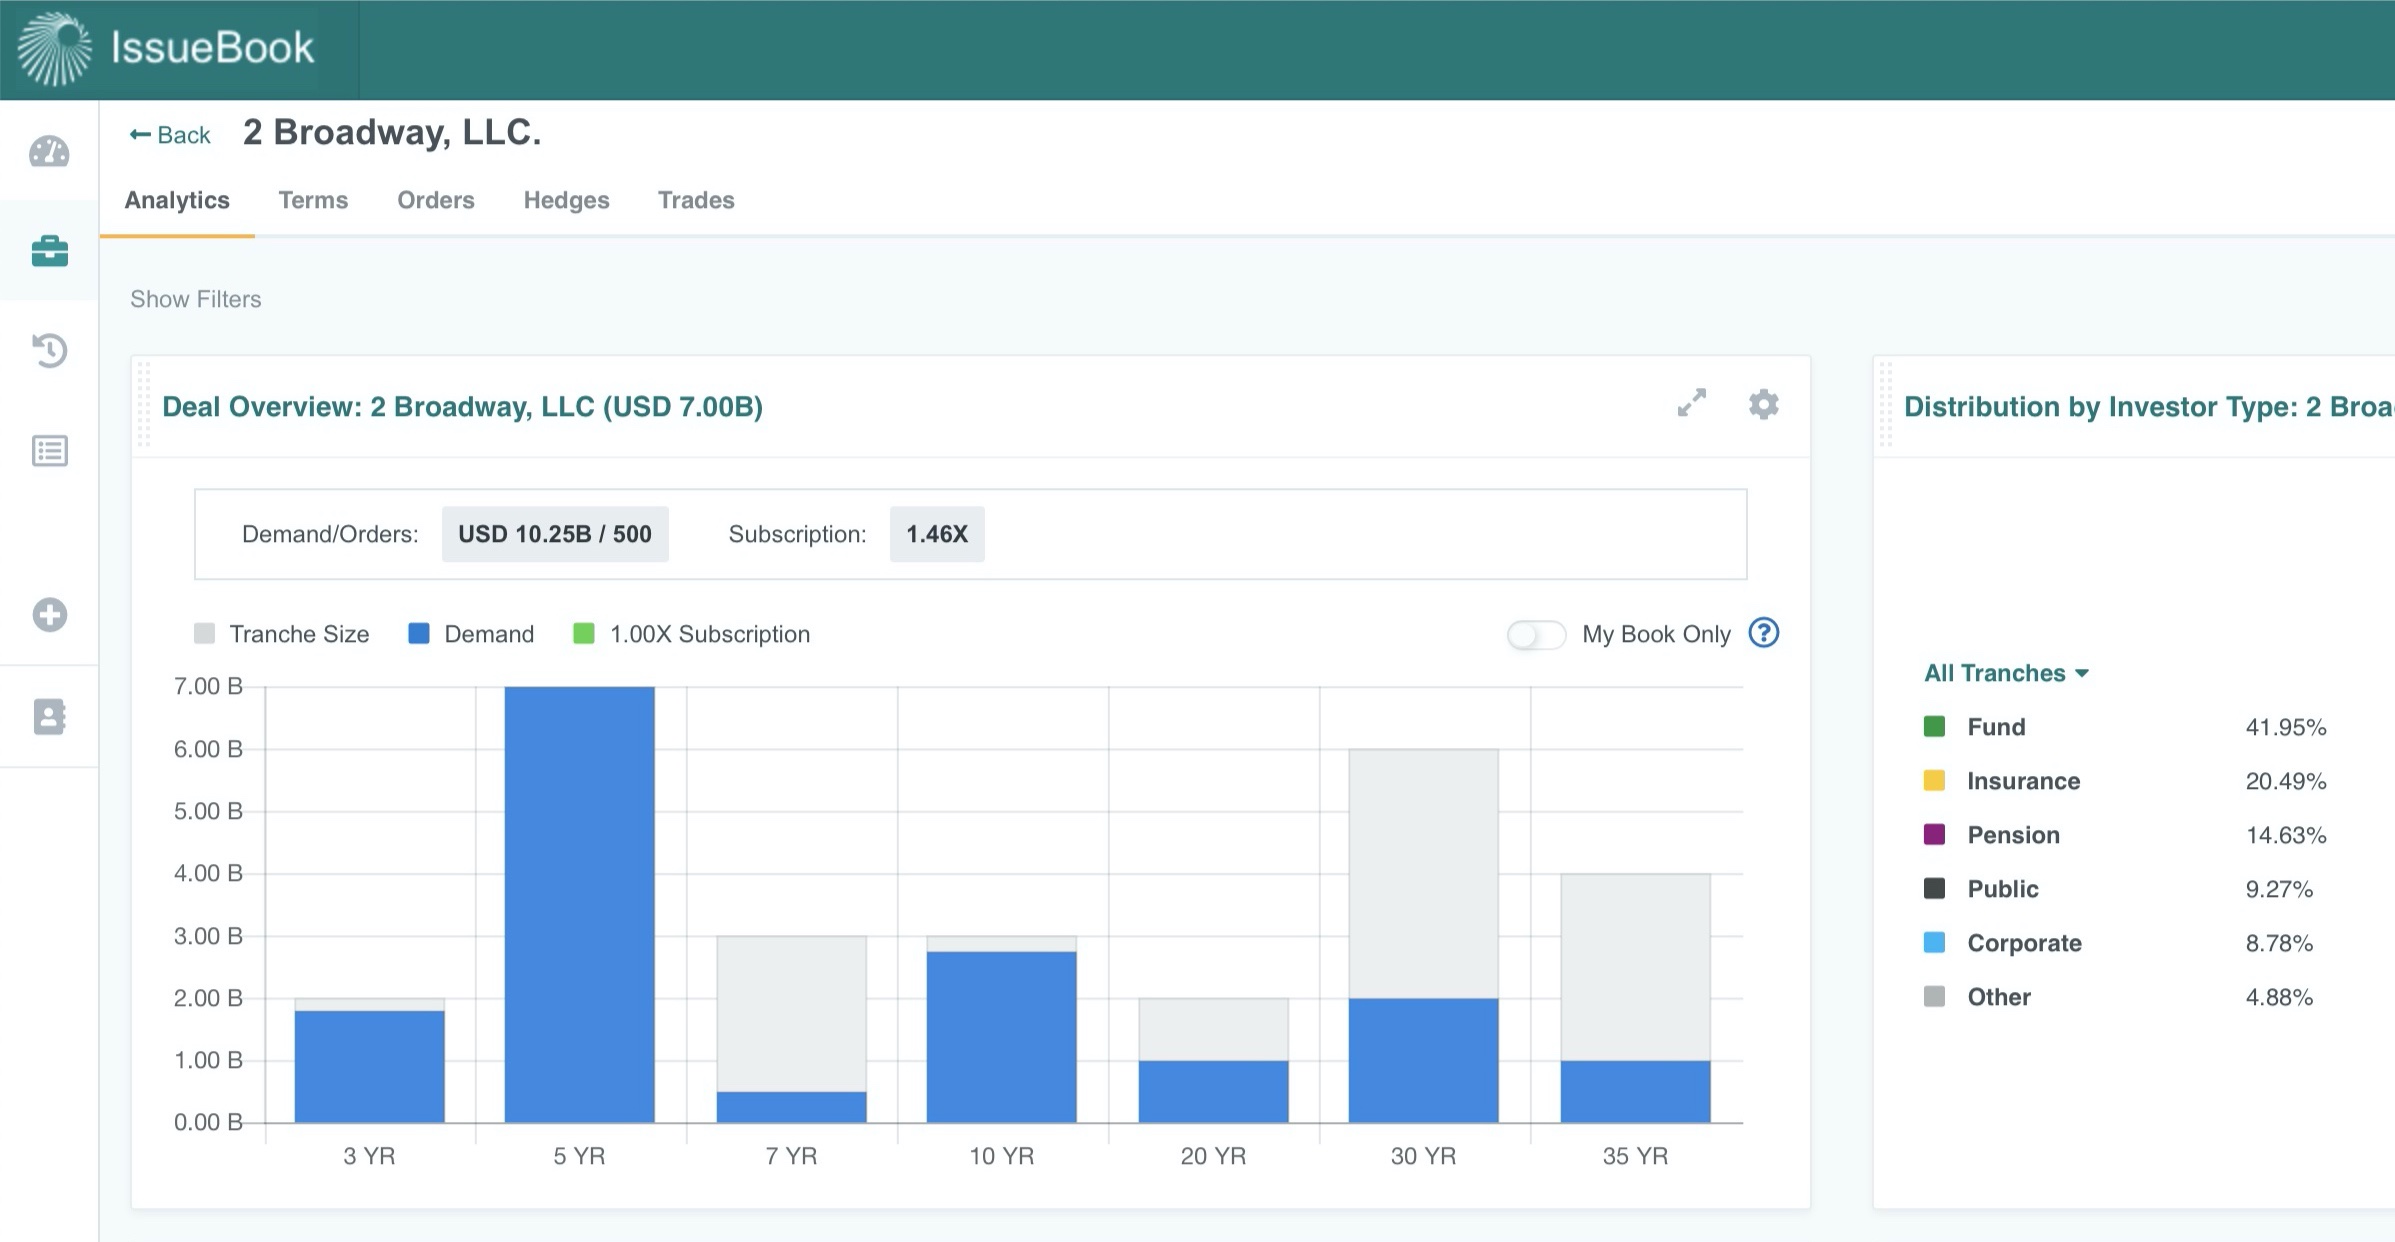 IssueBook
Back
2 Broadway, LLC.
Analytics Terms Orders Hedges Trades
Show Filters
Deal Overview: 2 Broadway, LLC (USD 7.00B)
Demand/Orders: USD 10.25B / 500 Subscription: 1.46X
Tranche Size Demand 1.00X Subscription My Book Only ?
7.00 B
6.00 B
5.00 B
4.00 B
3.00 B
2.00 B
1.00 B
0.00 B
3 YR 5 YR 7 YR 10 YR 20 YR 30 YR 35 YR
Distribution by Investor Type: 2 Broa
All Tranches
Fund 41.95%
Insurance 20.49%
Pension 14.63%
Public 9.27%
Corporate 8.78%
Other 4.88%